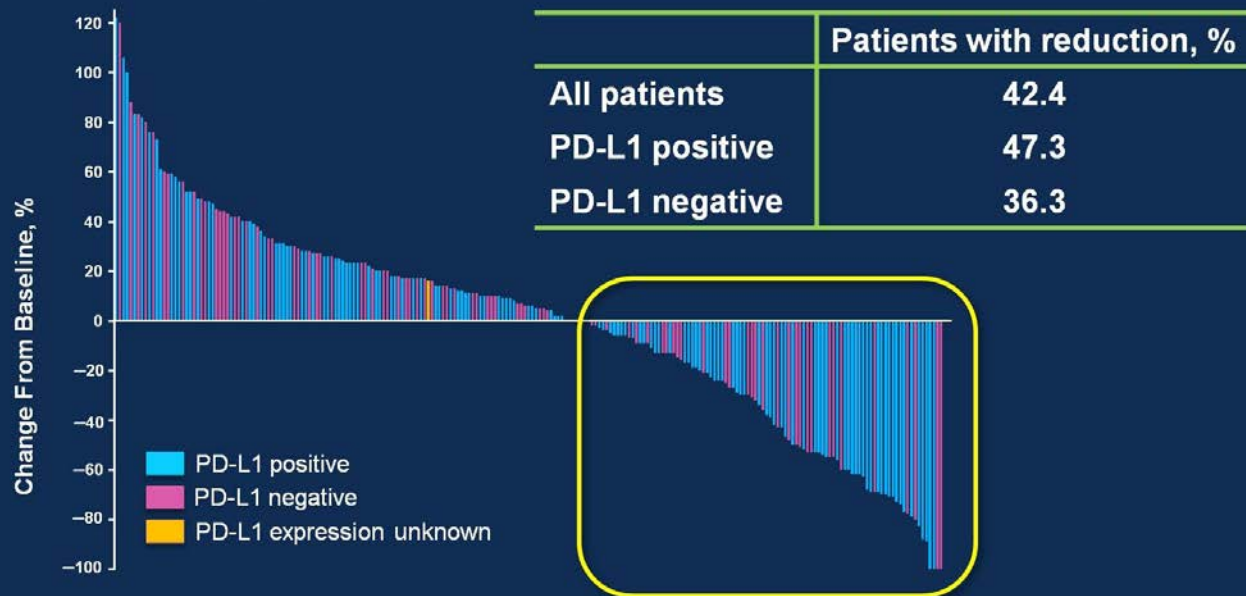 Patients with reduction, %
All patients 42.4
PD-L1 positive 47.3
PD-L1 negative 36.3
Change From Baseline, %
120
100
80
60
40
20
0
–20
–40
–60
–80
–100
PD-L1 positive
PD-L1 negative
PD-L1 expression unknown